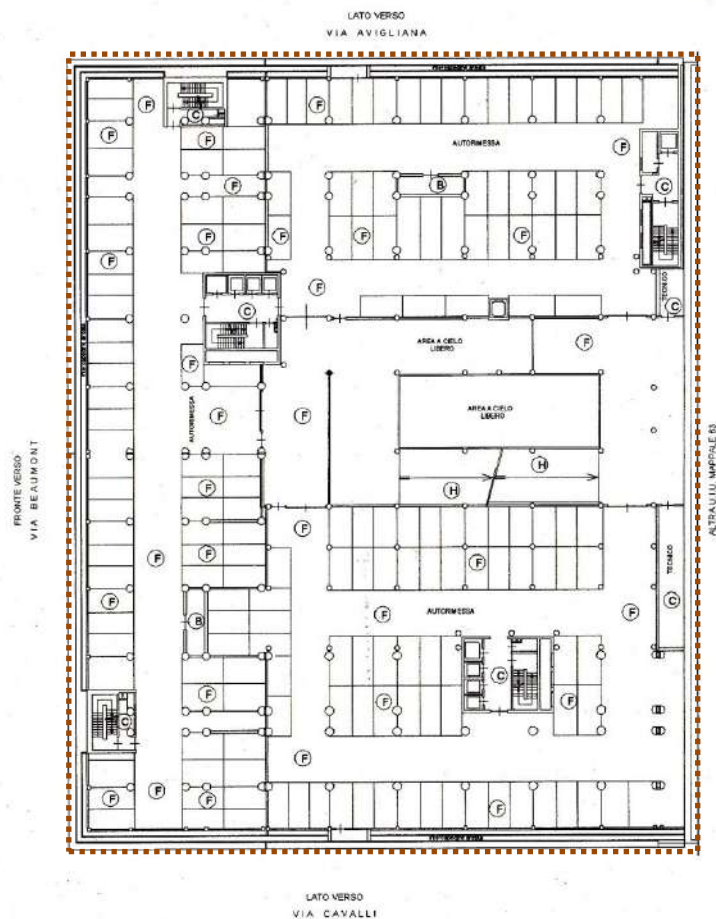 LATO VERSO
VIA AVIGLIANA
F
F
C
F
F
F
AUTORIMESSA
F
F
B
C
F
F
F
F
F
F
TECNICO
C
C
AREA A CIELO
LIBERO
F
F
AREA A CIELO
LIBERO
AUTORIMESSA
F
FRONTE VERSO
VIA BEAUMONT
H
H
F
F
F
F
F
TECNICO
C
F
B
AUTORIMESSA
F
F
F
C
F
F
C
F
F
F
F
F
LATO VERSO
VIA CAVALLI